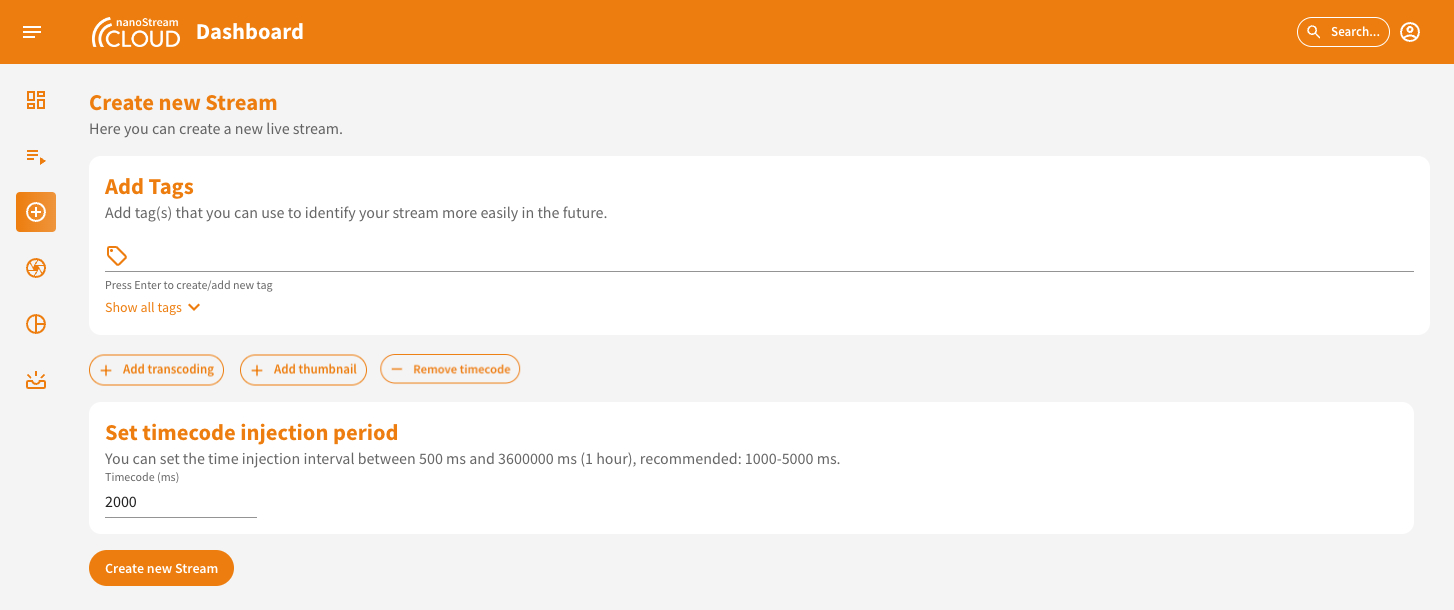 nanoStream
CLOUD
Dashboard
Search...
Create new Stream
Here you can create a new live stream.
Add Tags
Add tag(s) that you can use to identify your stream more easily in the future.
Press Enter to create/add new tag
Show all tags
Add transcoding
Add thumbnail
Remove timecode
Set timecode injection period
You can set the time injection interval between 500 ms and 3600000 ms (1 hour), recommended: 1000-5000 ms.
Timecode (ms)
2000
Create new Stream